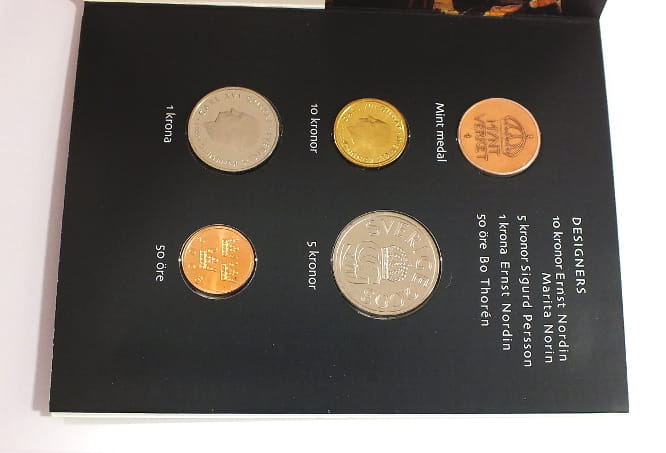 DESIGNERS
10 kronor Ernst Nordin
Marita Norin
5 kronor Sigurd Persson
1 krona Ernst Nordin
50 öre Bo Thorén
MYNT
VERKET
Mint medal
10 kronor
SVERIGE
2008
5 kronor
1 krona
50 öre